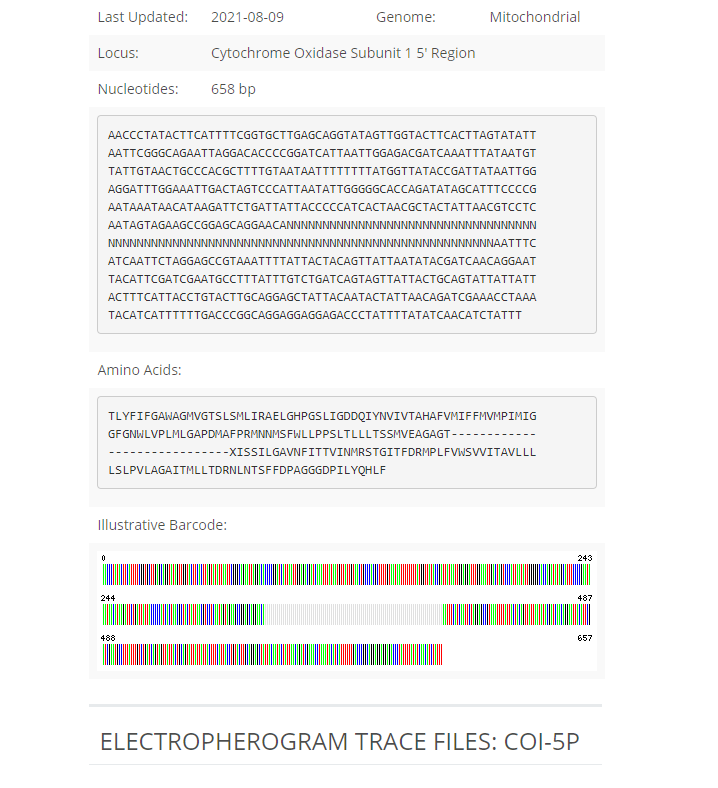 Last Updated: 2021-08-09 Genome: Mitochondrial
Locus: Cytochrome Oxidase Subunit 1 5' Region
Nucleotides: 658 bp
AACCCTATACTTCATTTTCGGTGCTTGAGCAGGTATAGTTGGTACTTCACTTAGTATATT
AATTCGGGCAGAATTAGGACACCCCGGATCATTAATTGGAGACGATCAAATTTATAATGT
TATTGTAACTGCCCACGCTTTTGTAATAATTTTTTTTATGGTTATACCGATTATAATTGG
AGGATTTGGAAATTGACTAGTCCCATTAATATTGGGGGCACCAGATATAGCATTTCCCCG
AATAAATAACATAAGATTCTGATTATTACCCCCATCACTAACGCTACTATTAACGTCCTC
AATAGTAGAAGCCGGAGCAGGAACANNNNNNNNNNNNNNNNNNNNNNNNNNNNNNNNNNN
NNNNNNNNNNNNNNNNNNNNNNNNNNNNNNNNNNNNNNNNNNNNNNNNNNNNNNAATTTC
ATCAATTCTAGGAGCCGTAAATTTTATTACTACAGTTATTAATATACGATCAACAGGAAT
TACATTCGATCGAATGCCTTTATTTGTCTGATCAGTAGTTATTACTGCAGTATTATTATT
ACTTTCATTACCTGTACTTGCAGGAGCTATTACAATACTATTAACAGATCGAAACCTAAA
TACATCATTTTTTGACCCGGCAGGAGGAGGAGACCCTATTTTATATCAACATCTATTT
Amino Acids:
TLYFIFGAWAGMVGTSLSMLIRAELGHPGSLIGDDQIYNVIVTAHAFVMIFFMVMPIMIG
GFGNWLVPLMLGAPDMAFPRMNNMSFWLLPPSLTLLLTSSMVEAGAGT------------
-----------------XISSILGAVNFITTVINMRSTGITFDRMPLFVWSVVITAVLLL
LSLPVLAGAITMLLTDRNLNTSFFDPAGGGDPILYQHLF
Illustrative Barcode:
0 243
244 487
488 657
ELECTROPHEROGRAM TRACE FILES: COI-5P